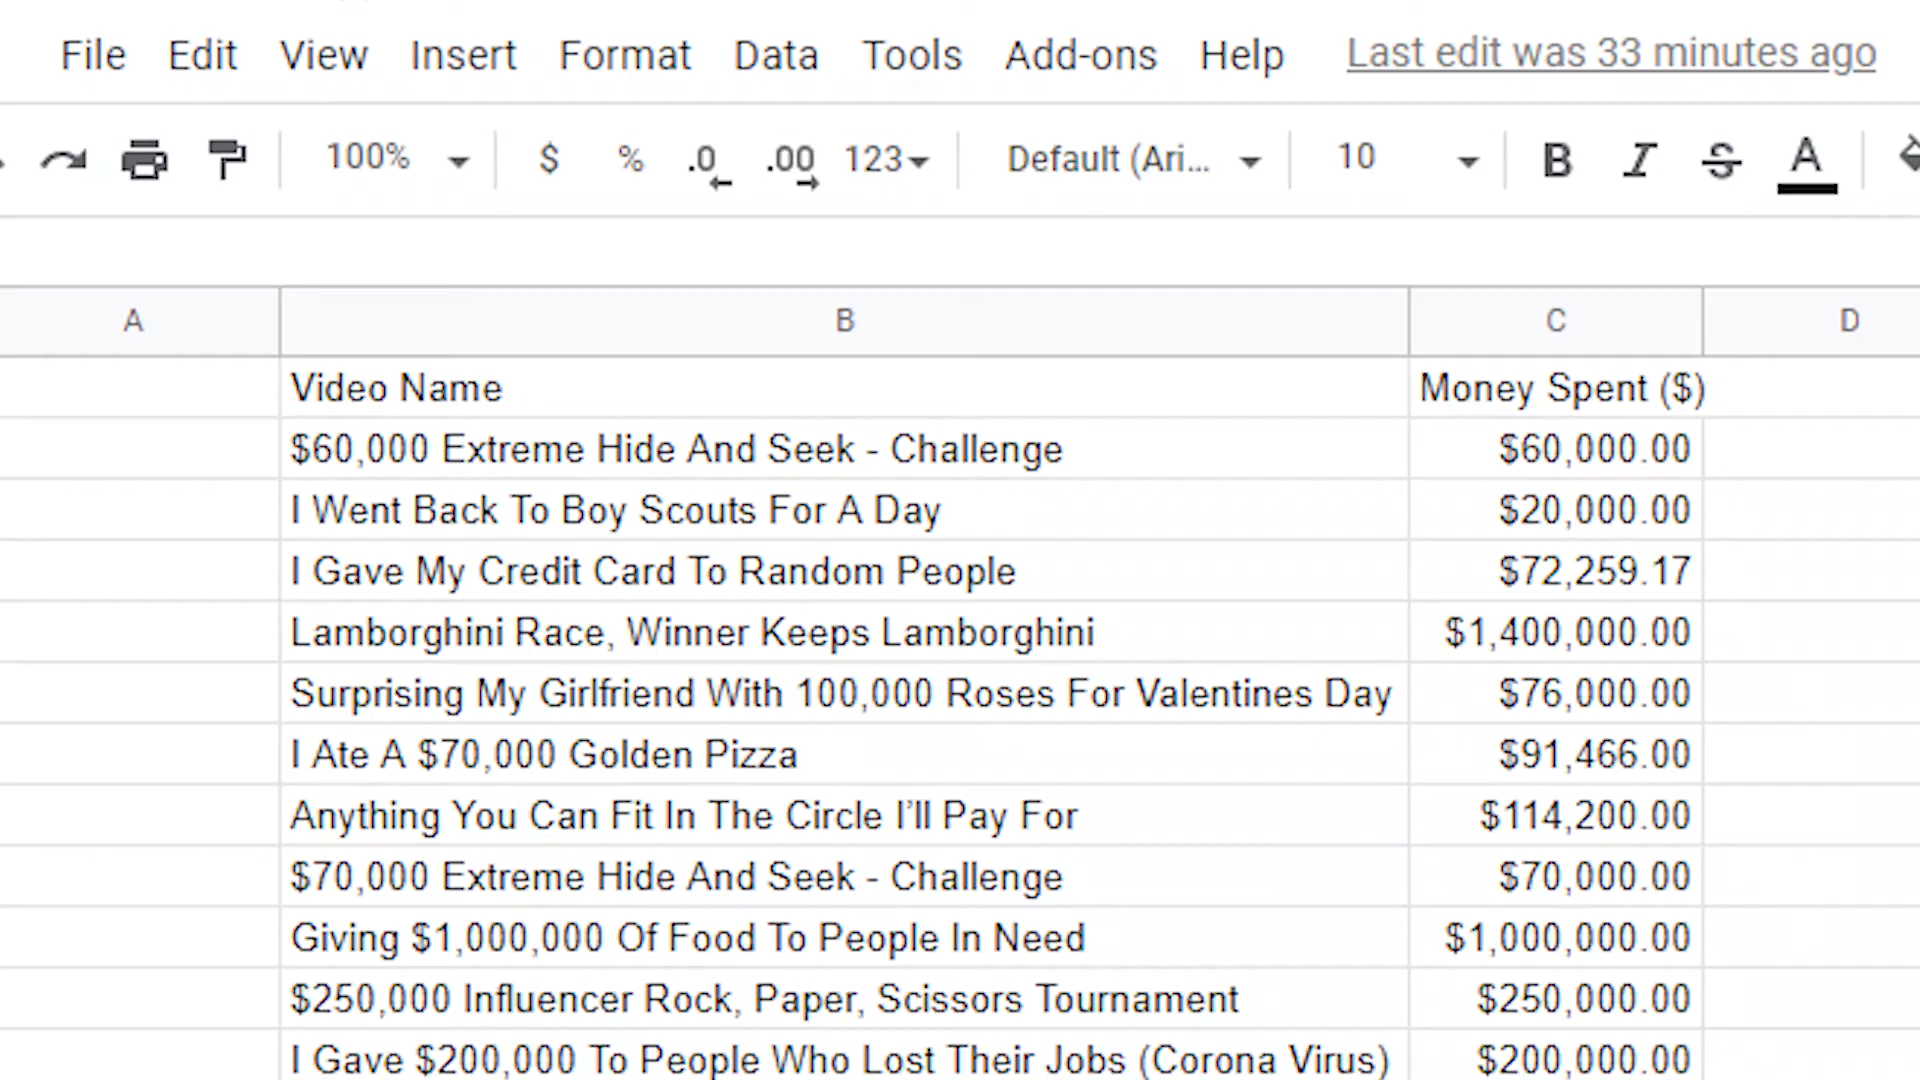 File Edit View Insert Format Data Tools Add-ons Help Last edit was 33 minutes ago
100% $ % .0 .00 123 Default (Ari... 10 B I S A
A B C D
Video Name Money Spent ($)
$60,000 Extreme Hide And Seek - Challenge $60,000.00
I Went Back To Boy Scouts For A Day $20,000.00
I Gave My Credit Card To Random People $72,259.17
Lamborghini Race, Winner Keeps Lamborghini $1,400,000.00
Surprising My Girlfriend With 100,000 Roses For Valentines Day $76,000.00
I Ate A $70,000 Golden Pizza $91,466.00
Anything You Can Fit In The Circle I’ll Pay For $114,200.00
$70,000 Extreme Hide And Seek - Challenge $70,000.00
Giving $1,000,000 Of Food To People In Need $1,000,000.00
$250,000 Influencer Rock, Paper, Scissors Tournament $250,000.00
I Gave $200,000 To People Who Lost Their Jobs (Corona Virus) $200,000.00